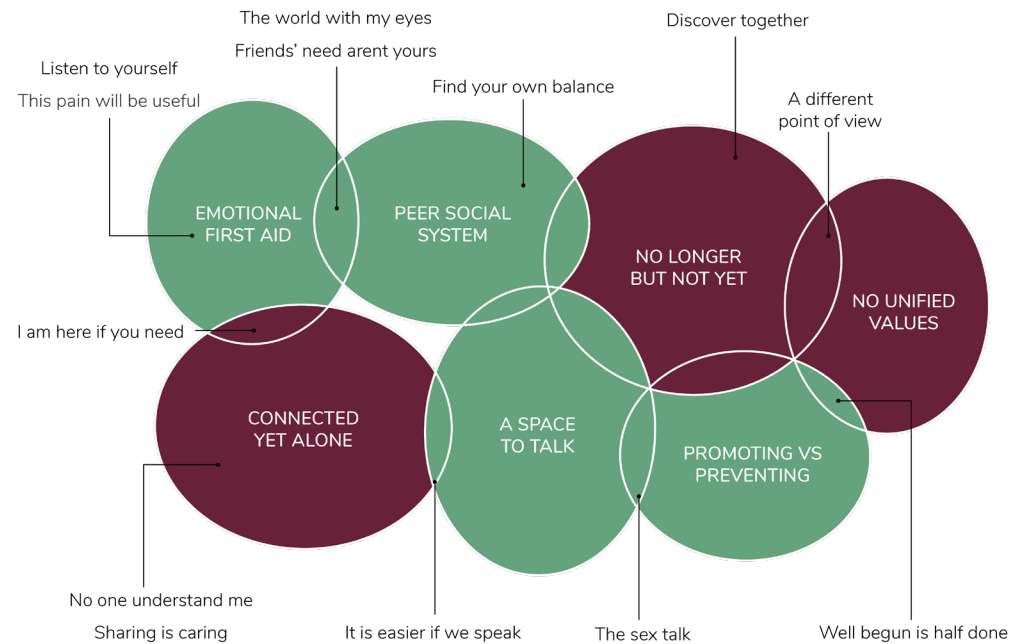 The world with my eyes
Friends’ need arent yours
Discover together
Listen to yourself
This pain will be useful
Find your own balance
A different
point of view
EMOTIONAL
FIRST AID
PEER SOCIAL
SYSTEM
NO LONGER
BUT NOT YET
NO UNIFIED
VALUES
I am here if you need
CONNECTED
YET ALONE
A SPACE
TO TALK
PROMOTING VS
PREVENTING
No one understand me
Sharing is caring
It is easier if we speak
The sex talk
Well begun is half done